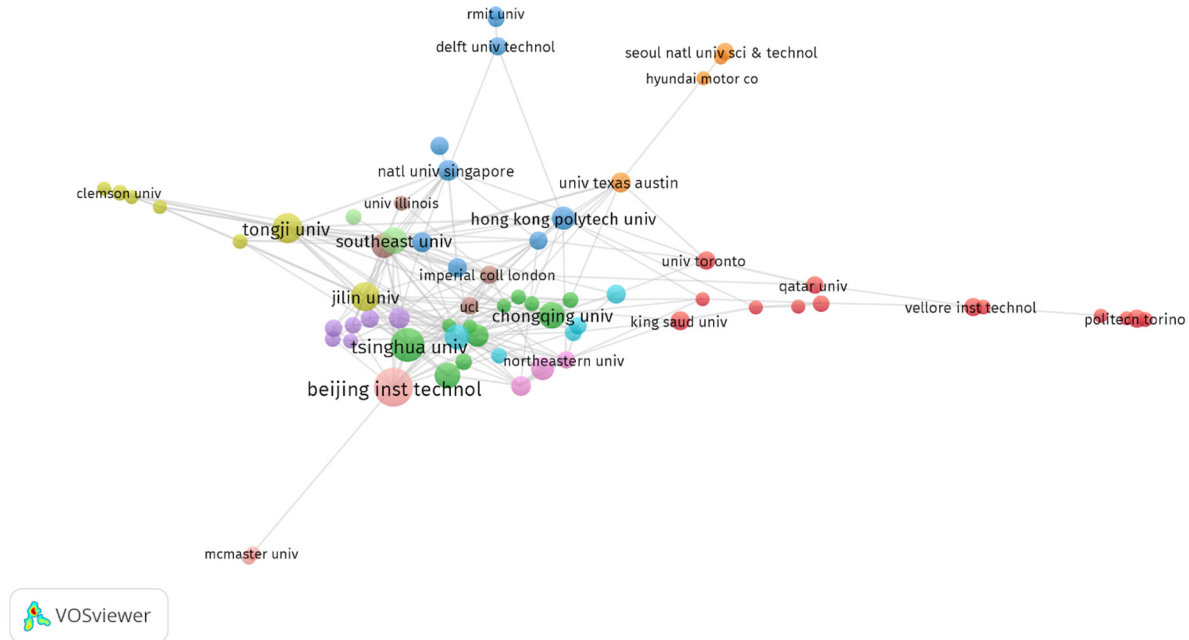 rmit univ
delft univ technol
seoul natl univ sci & technol
hyundai motor co
natl univ singapore
univ texas austin
clemson univ
univ illinois
hong kong polytech univ
tongji univ
southeast univ
univ toronto
imperial coll london
qatar univ
jilin univ
ucl
chongqing univ
king saud univ
vellore inst technol
politecn torino
tsinghua univ
northeastern univ
beijing inst technol
mcmaster univ
VOSviewer